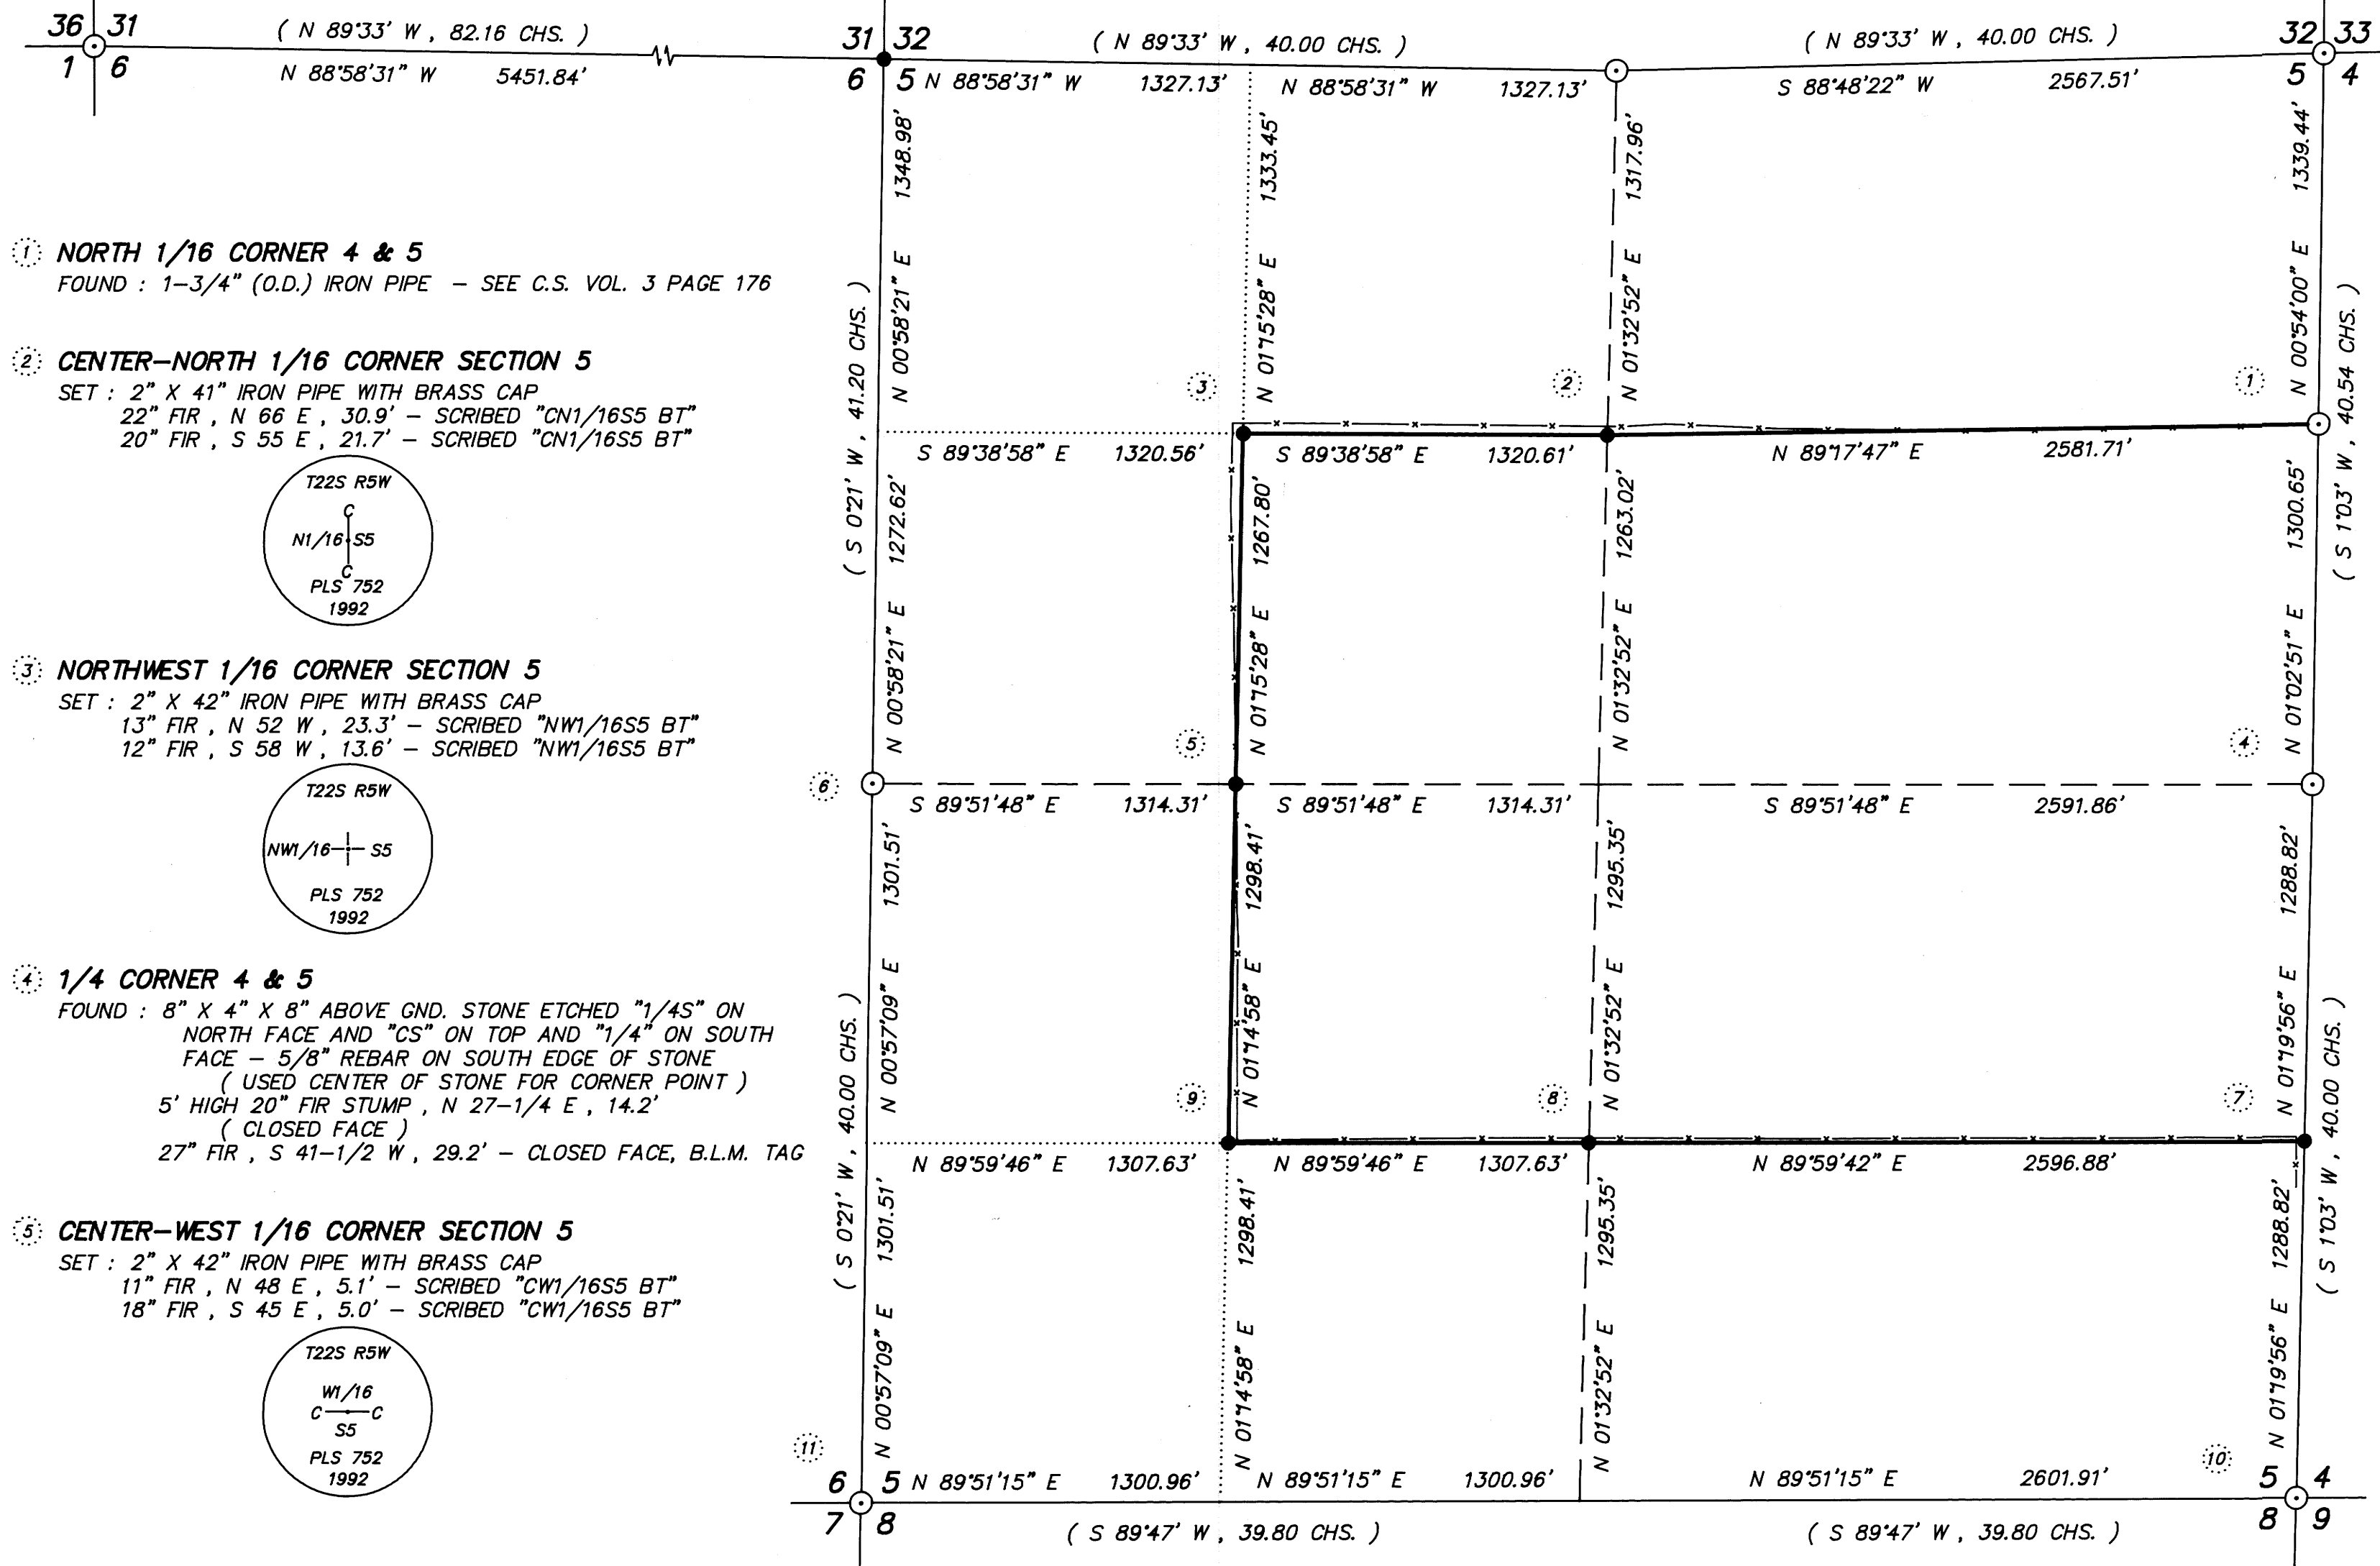 36 31
1 6
( N 89°33' W , 82.16 CHS. )
N 88°58'31" W 5451.84'
31 32
6 5
( N 89°33' W , 40.00 CHS. )
N 88°58'31" W 1327.13'
N 88°58'31" W 1327.13'
( N 89°33' W , 40.00 CHS. )
S 88°48'22" W 2567.51'
32 33
5 4
1 NORTH 1/16 CORNER 4 & 5
FOUND : 1-3/4" (O.D.) IRON PIPE - SEE C.S. VOL. 3 PAGE 176
2 CENTER-NORTH 1/16 CORNER SECTION 5
SET : 2" X 41" IRON PIPE WITH BRASS CAP
22" FIR , N 66 E , 30.9' - SCRIBED "CN1/16S5 BT"
20" FIR , S 55 E , 21.7' - SCRIBED "CN1/16S5 BT"
T22S R5W
C
N1/16 S5
C
PLS 752
1992
3 NORTHWEST 1/16 CORNER SECTION 5
SET : 2" X 42" IRON PIPE WITH BRASS CAP
13" FIR , N 52 W , 23.3' - SCRIBED "NW1/16S5 BT"
12" FIR , S 58 W , 13.6' - SCRIBED "NW1/16S5 BT"
T22S R5W
NW1/16 S5
PLS 752
1992
4 1/4 CORNER 4 & 5
FOUND : 8" X 4" X 8" ABOVE GND. STONE ETCHED "1/4S" ON
NORTH FACE AND "CS" ON TOP AND "1/4" ON SOUTH
FACE - 5/8" REBAR ON SOUTH EDGE OF STONE
( USED CENTER OF STONE FOR CORNER POINT )
5' HIGH 20" FIR STUMP , N 27-1/4 E , 14.2'
( CLOSED FACE )
27" FIR , S 41-1/2 W , 29.2' - CLOSED FACE, B.L.M. TAG
5 CENTER-WEST 1/16 CORNER SECTION 5
SET : 2" X 42" IRON PIPE WITH BRASS CAP
11" FIR , N 48 E , 5.1' - SCRIBED "CW1/16S5 BT"
18" FIR , S 45 E , 5.0' - SCRIBED "CW1/16S5 BT"
T22S R5W
W1/16
C C
S5
PLS 752
1992
( S 0°21' W , 41.20 CHS. )
N 00°58'21" E 1348.98'
N 01°15'28" E 1333.45'
N 01°32'52" E 1317.96'
N 00°54'00" E 1339.44'
( S 1°03' W , 40.54 CHS. )
3
2
1
S 89°38'58" E 1320.56'
S 89°38'58" E 1320.61'
N 89°17'47" E 2581.71'
N 00°58'21" E 1272.62'
N 01°15'28" E 1267.80'
N 01°32'52" E 1263.02'
N 01°02'51" E 1300.65'
6
5
4
S 89°51'48" E 1314.31'
S 89°51'48" E 1314.31'
S 89°51'48" E 2591.86'
( S 0°21' W , 40.00 CHS. )
N 00°57'09" E 1301.51'
N 01°14'58" E 1298.41'
N 01°32'52" E 1295.35'
N 01°19'56" E 1288.82'
( S 1°03' W , 40.00 CHS. )
9
8
7
N 89°59'46" E 1307.63'
N 89°59'46" E 1307.63'
N 89°59'42" E 2596.88'
N 00°57'09" E 1301.51'
N 01°14'58" E 1298.41'
N 01°32'52" E 1295.35'
N 01°19'56" E 1288.82'
11
10
6 5
7 8
N 89°51'15" E 1300.96'
N 89°51'15" E 1300.96'
N 89°51'15" E 2601.91'
5 4
8 9
( S 89°47' W , 39.80 CHS. )
( S 89°47' W , 39.80 CHS. )